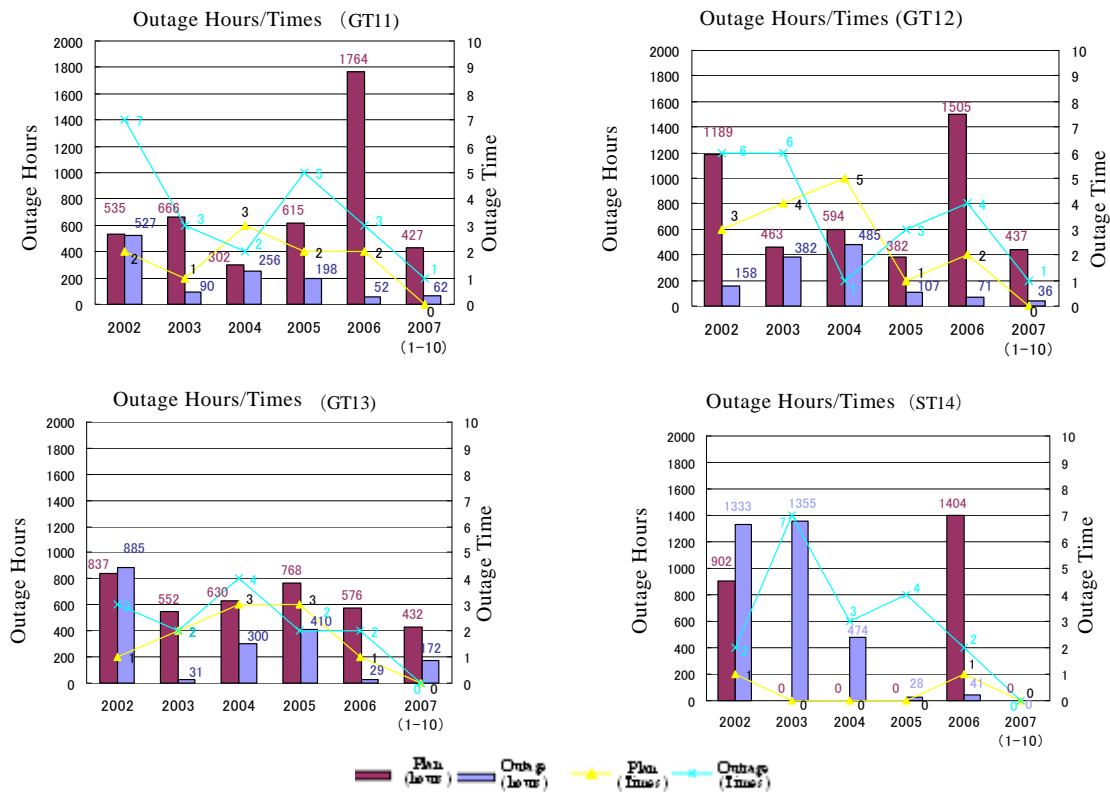 Outage Hours/Times (GT11)
2000 1800 1600 1400 1200 1000 800 600 400 200 0
Outage Hours
535 527 666 90 302 256 615 198 1764 52 427 62
7 3 2 5 3 1
2 1 3 2 2 0
10 9 8 7 6 5 4 3 2 1 0
Outage Time
2002 2003 2004 2005 2006 2007
(1-10)
Outage Hours/Times (GT12)
2000 1800 1600 1400 1200 1000 800 600 400 200 0
Outage Hours
1189 158 463 382 594 485 382 107 1505 71 437 36
6 6 1 3 4 1
3 4 5 1 2 0
10 9 8 7 6 5 4 3 2 1 0
Outage Time
2002 2003 2004 2005 2006 2007
(1-10)
Outage Hours/Times (GT13)
2000 1800 1600 1400 1200 1000 800 600 400 200 0
Outage Hours
837 885 552 31 630 300 768 410 576 29 432 172
3 2 4 2 2 0
1 2 3 3 1 0
10 9 8 7 6 5 4 3 2 1 0
Outage Time
2002 2003 2004 2005 2006 2007
(1-10)
Outage Hours/Times (ST14)
2000 1800 1600 1400 1200 1000 800 600 400 200 0
Outage Hours
902 1333 0 1355 0 474 0 28 1404 41 0 0
2 7 3 4 2 0
1 0 0 0 1 0
10 9 8 7 6 5 4 3 2 1 0
Outage Time
2002 2003 2004 2005 2006 2007
(1-10)
Plan Outage Plan Outage
(hours) (hours) (Times) (Times)